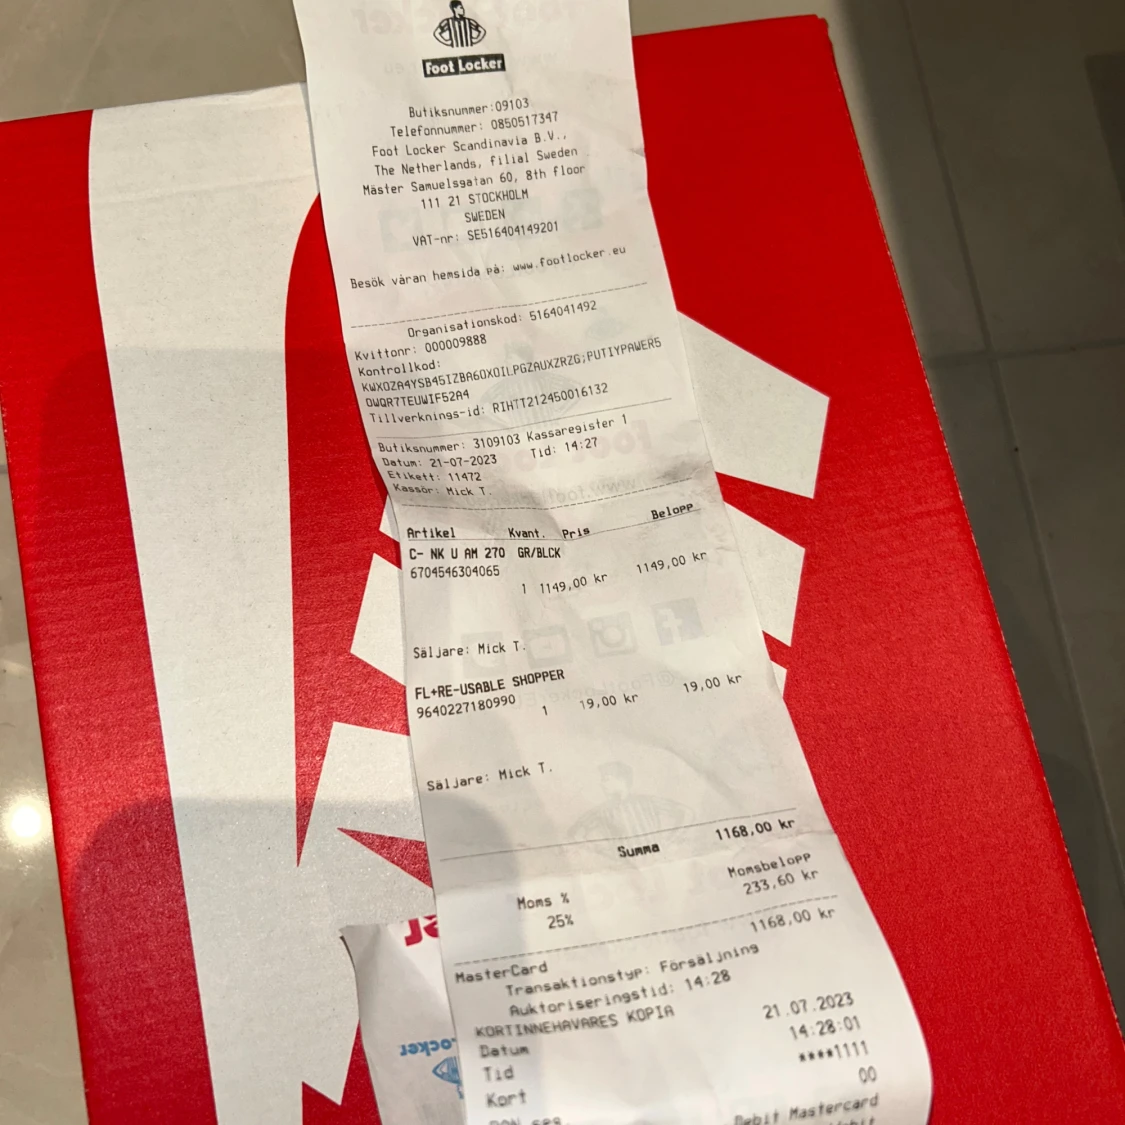 Foot Locker
Butiksnummer:09103
Telefonnummer: 0850517347
Foot Locker Scandinavia B.V.,
The Netherlands, filial Sweden
Mäster Samuelsgatan 60, 8th floor
111 21 STOCKHOLM
SWEDEN
VAT-nr: SE516404149201
Besök våran hemsida på: www.footlocker.eu
Organisationskod: 5164041492
Kvittonr: 000009888
Kontrollkod:
KWXOZA4YSB45IZBA6OXOILPGZAUXZRZG;PUTIYPAWER5
OWQR7TEUWIF52A4
Tillverknings-id: RIHTT212450016132
Butiksnummer: 3109103 Kassaregister 1
Datum: 21-07-2023 Tid: 14:27
Etikett: 11472
Kassör: Mick T.
Artikel Kvant. Pris Belopp
C- NK U AM 270 GR/BLCK
6704546304065
1 1149,00 kr 1149,00 kr
Säljare: Mick T.
FL+RE-USABLE SHOPPER
9640227180990
1 19,00 kr 19,00 kr
Säljare: Mick T.
Summa 1168,00 kr
Moms % Momsbelopp
25% 233,60 kr
MasterCard 1168,00 kr
Transaktionstyp: Försäljning
Auktoriseringstid: 14:28
KORTINNEHAVARES KOPIA
Datum 21.07.2023
Tid 14:28:01
Kort ****1111
00
Debit Mastercard